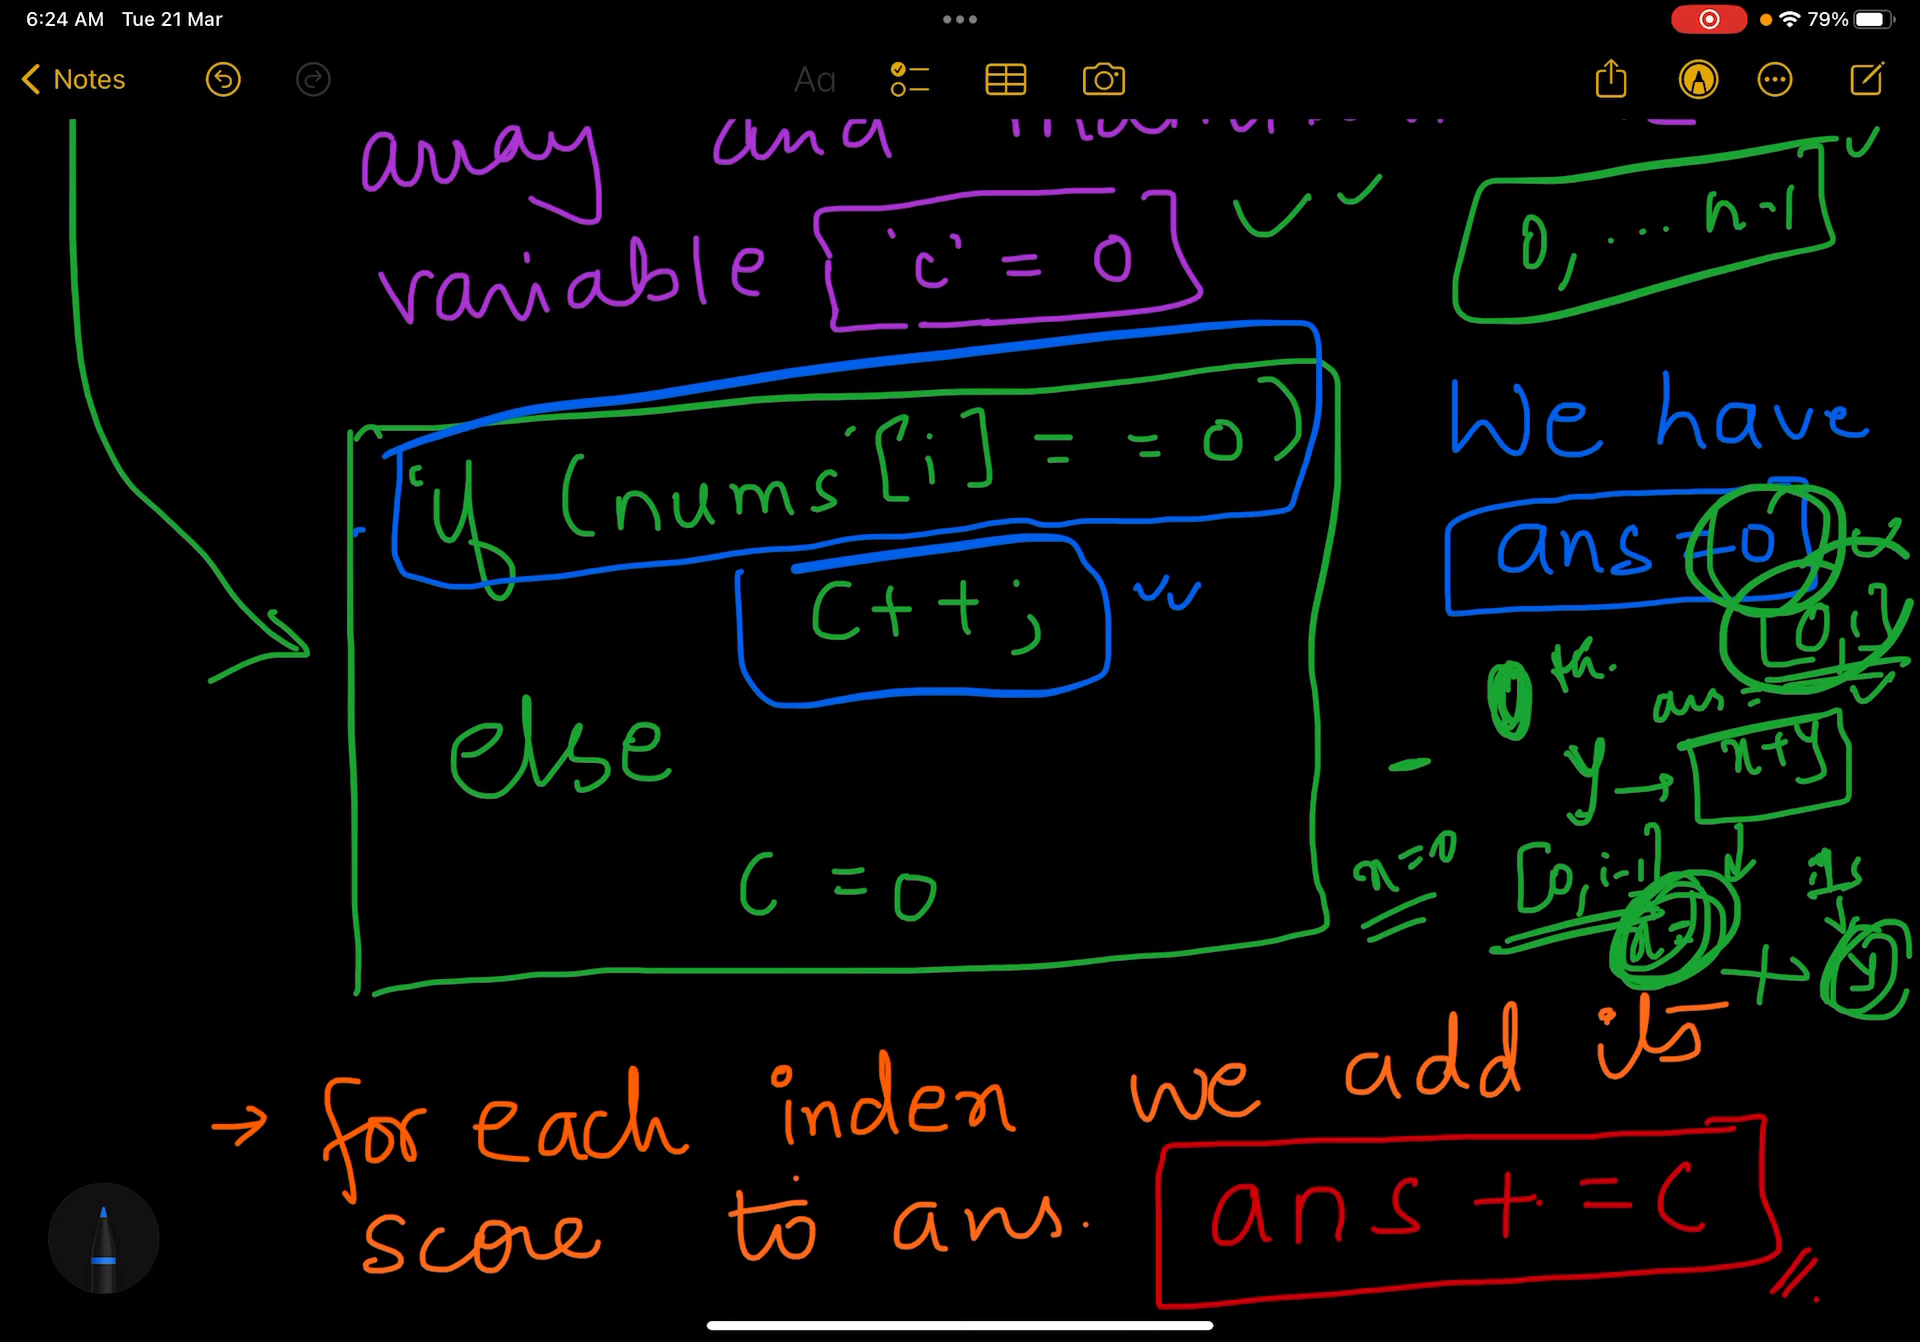 6:24 AM Tue 21 Mar
79%
Notes
Aa
array and
variable 'c' = 0
0, ... n-1
if (nums[i] == 0)
c++;
else
c = 0
We have
ans = 0
[0,i]
0th.
ans =
y → x+y
x=0
[0,i-1]
+ y
→ for each index we add its
score to ans.
ans += c